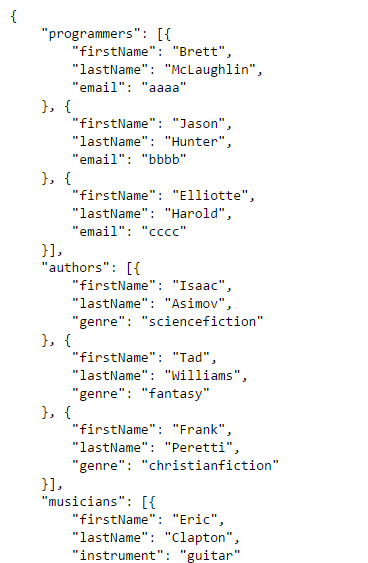 {
    "programmers": [{
        "firstName": "Brett",
        "lastName": "McLaughlin",
        "email": "aaaa"
    }, {
        "firstName": "Jason",
        "lastName": "Hunter",
        "email": "bbbb"
    }, {
        "firstName": "Elliotte",
        "lastName": "Harold",
        "email": "cccc"
    }],
    "authors": [{
        "firstName": "Isaac",
        "lastName": "Asimov",
        "genre": "sciencefiction"
    }, {
        "firstName": "Tad",
        "lastName": "Williams",
        "genre": "fantasy"
    }, {
        "firstName": "Frank",
        "lastName": "Peretti",
        "genre": "christianfiction"
    }],
    "musicians": [{
        "firstName": "Eric",
        "lastName": "Clapton",
        "instrument": "guitar"